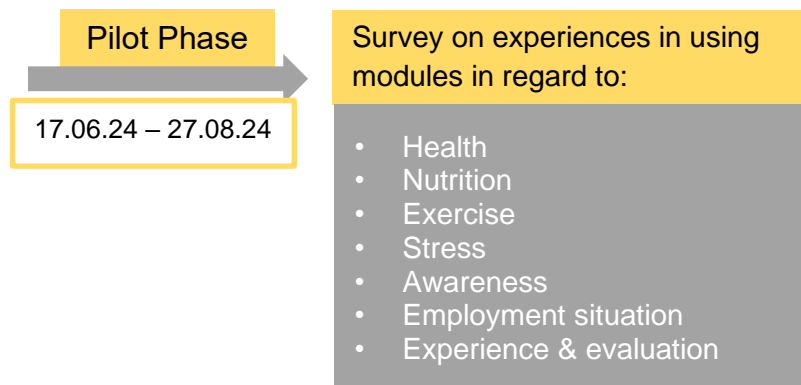 Pilot Phase
17.06.24 – 27.08.24
Survey on experiences in using
modules in regard to:
• Health
• Nutrition
• Exercise
• Stress
• Awareness
• Employment situation
• Experience & evaluation